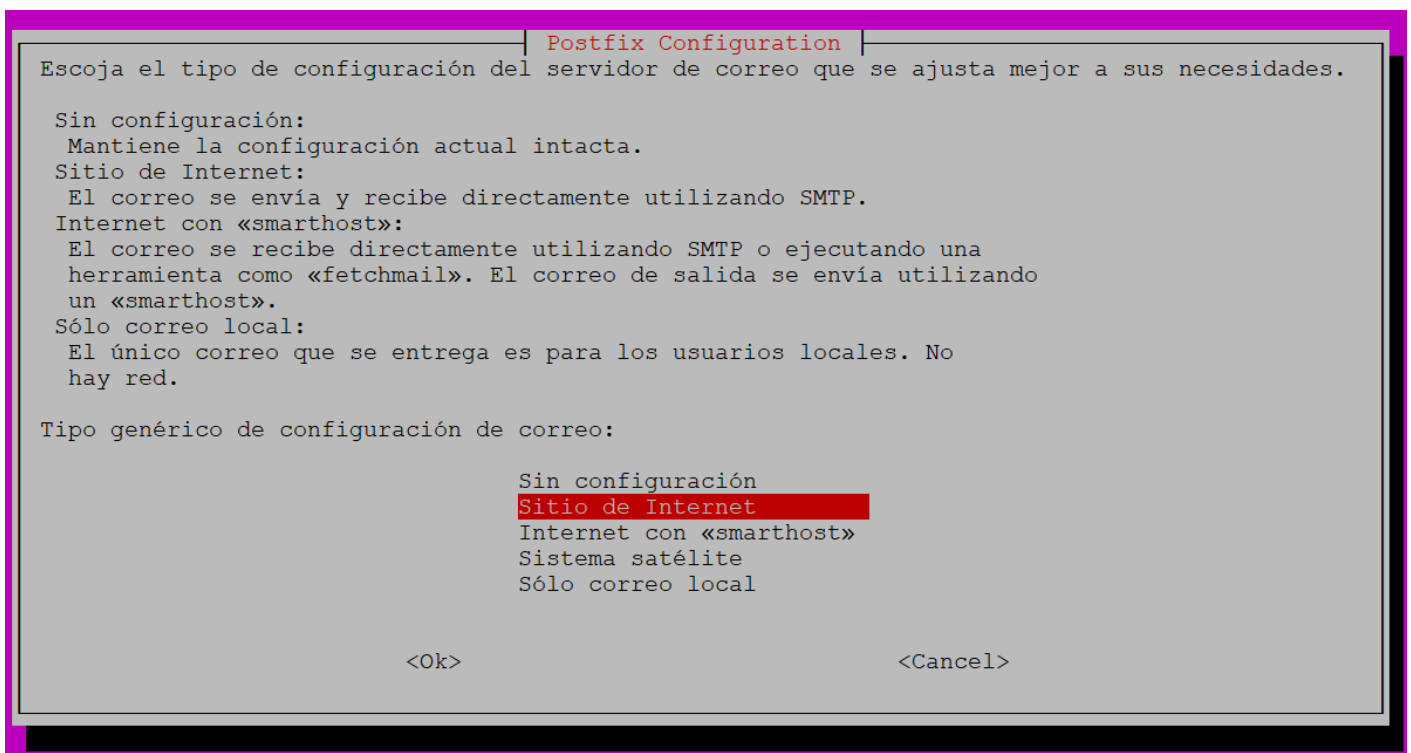 Postfix Configuration
Escoja el tipo de configuración del servidor de correo que se ajusta mejor a sus necesidades.
Sin configuración:
Mantiene la configuración actual intacta.
Sitio de Internet:
El correo se envía y recibe directamente utilizando SMTP.
Internet con «smarthost»:
El correo se recibe directamente utilizando SMTP o ejecutando una
herramienta como «fetchmail». El correo de salida se envía utilizando
un «smarthost».
Sólo correo local:
El único correo que se entrega es para los usuarios locales. No
hay red.
Tipo genérico de configuración de correo:
Sin configuración
Sitio de Internet
Internet con «smarthost»
Sistema satélite
Sólo correo local
<Ok> <Cancel>